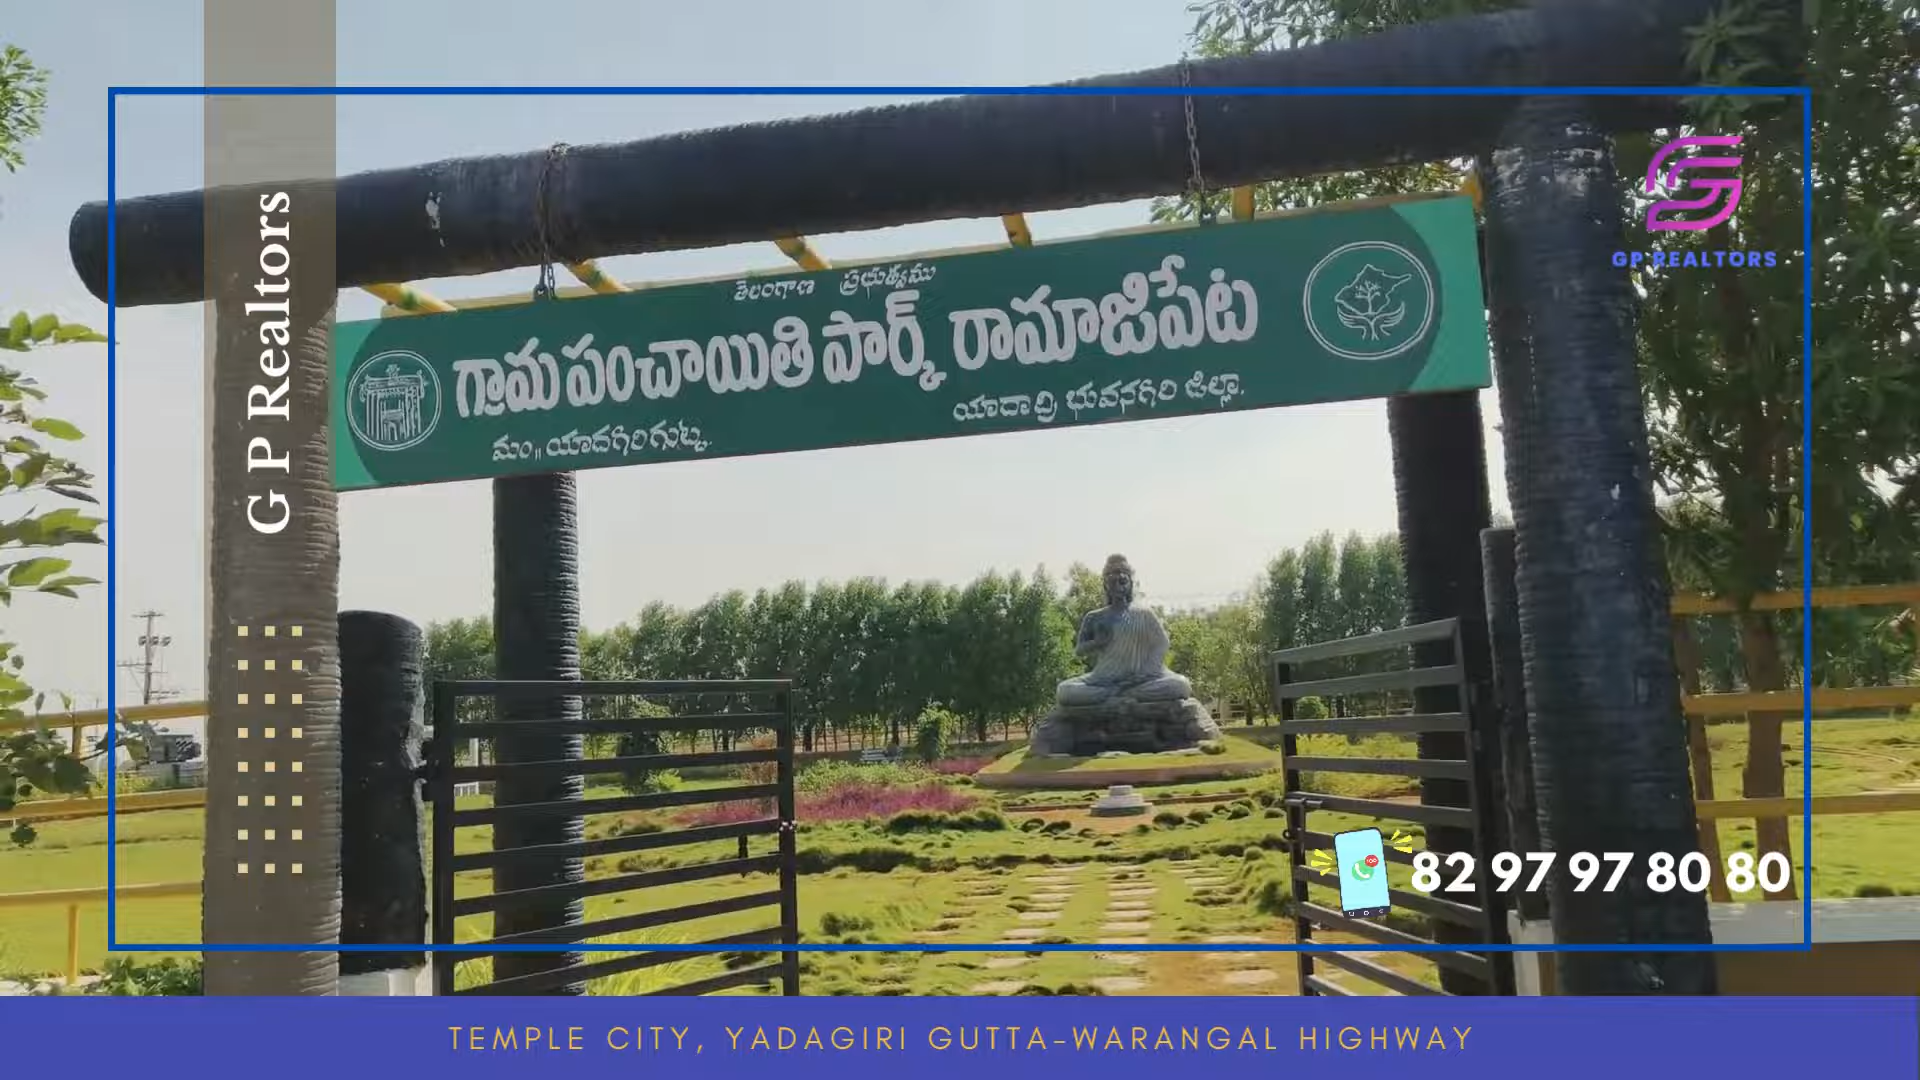 G P Realtors
GP REALTORS
తెలంగాణ ప్రభుత్వము
గ్రామ పంచాయితి పార్క్ రామాజిపేట
మం॥ యాదగిరిగుట్ట.
యాదాద్రి భువనగిరి జిల్లా.
82 97 97 80 80
TEMPLE CITY, YADAGIRI GUTTA-WARANGAL HIGHWAY